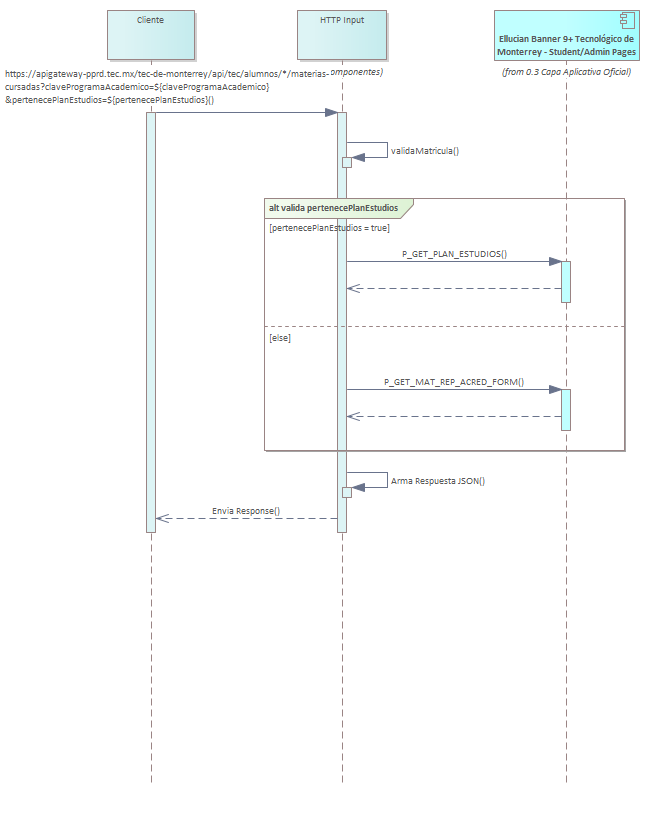 Cliente
HTTP Input
Ellucian Banner 9+ Tecnológico de
Monterrey - Student/Admin Pages
(from 0.3 Capa Aplicativa Oficial)
omponentes)
https://apigateway-pprd.tec.mx/tec-de-monterrey/api/tec/alumnos/*/materias-
cursadas?claveProgramaAcademico=${claveProgramaAcademico}
&pertenecePlanEstudios=${pertenecePlanEstudios}()
validaMatricula()
alt valida pertenecePlanEstudios
[pertenecePlanEstudios = true]
P_GET_PLAN_ESTUDIOS()
[else]
P_GET_MAT_REP_ACRED_FORM()
Arma Respuesta JSON()
Envia Response()